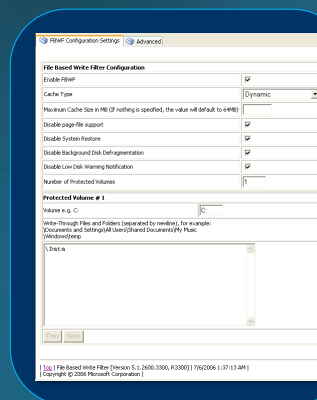 FBWF Configuration Settings Advanced
File Based Write Filter Configuration
Enable FBWF
Cache Type Dynamic
Maximum Cache Size in MB (If nothing is specified, the value will default to 64MB)
Disable page-file support
Disable System Restore
Disable Background Disk Defragmentation
Disable Low Disk Warning Notification
Number of Protected Volumes 1
Protected Volume # 1
Volume e.g. C: C:
Write-Through Files and Folders (separated by newline), for example:
\Documents and Settings\All Users\Shared Documents\My Music
\Windows\temp
\Data
Prev Next
| Top | File Based Write Filter [Version 5.1.2600.3300, R3300] | 7/6/2006 1:37:13 AM |
| Copyright © 2006 Microsoft Corporation |